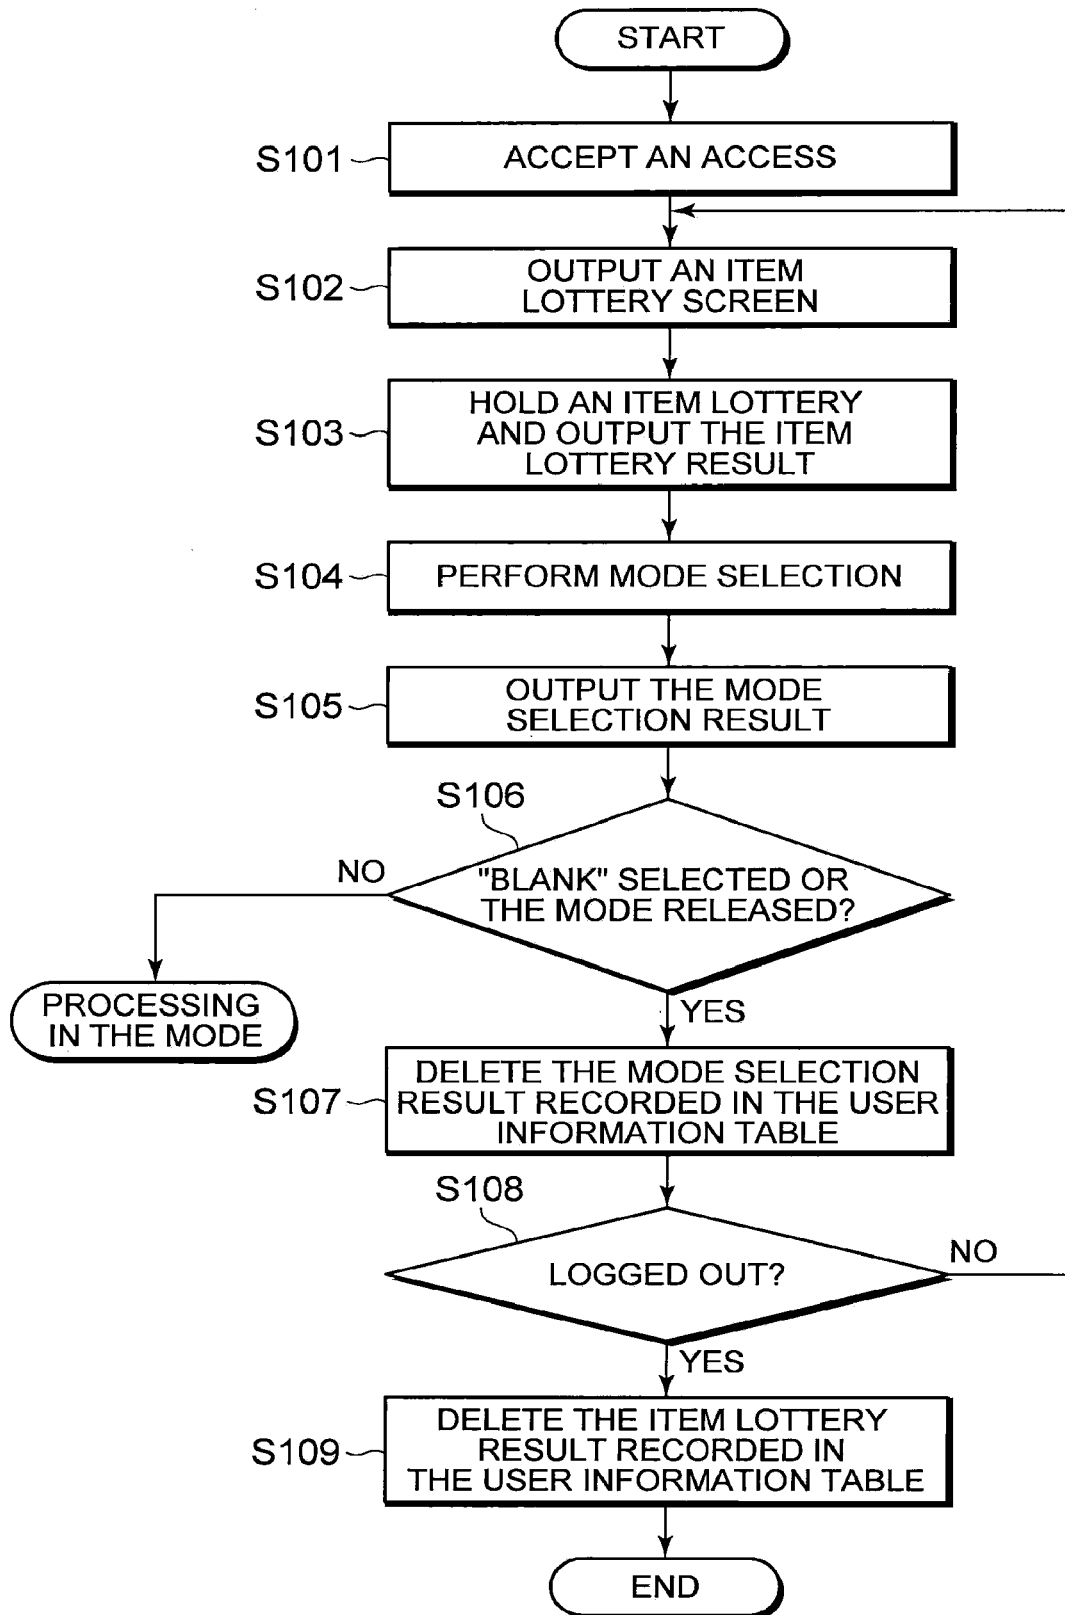 START
S101
ACCEPT AN ACCESS
S102
OUTPUT AN ITEM
LOTTERY SCREEN
S103
HOLD AN ITEM LOTTERY
AND OUTPUT THE ITEM
LOTTERY RESULT
S104
PERFORM MODE SELECTION
S105
OUTPUT THE MODE
SELECTION RESULT
S106
NO
"BLANK" SELECTED OR
THE MODE RELEASED?
PROCESSING
IN THE MODE
YES
S107
DELETE THE MODE SELECTION
RESULT RECORDED IN THE USER
INFORMATION TABLE
S108
LOGGED OUT?
NO
YES
S109
DELETE THE ITEM LOTTERY
RESULT RECORDED IN
THE USER INFORMATION TABLE
END